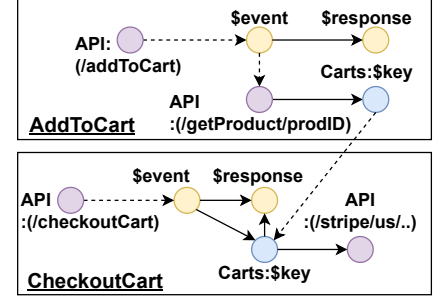 $event $response
API:
(/addToCart)
Carts:$key
API
:(/getProduct/prodID)
AddToCart
$event $response
API
:(/checkoutCart)
API
:(/stripe/us/..)
Carts:$key
CheckoutCart